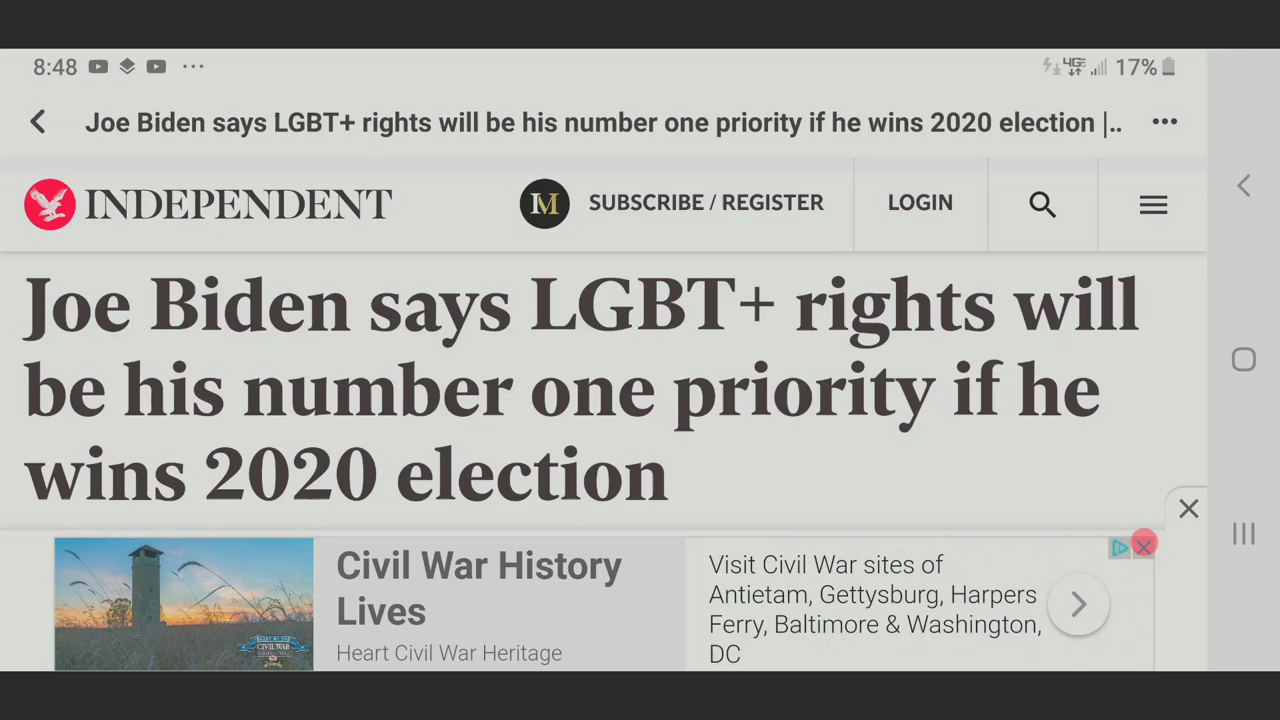 8:48 ... 4GE 17%
Joe Biden says LGBT+ rights will be his number one priority if he wins 2020 election |.. 
INDEPENDENT M SUBSCRIBE / REGISTER LOGIN
Joe Biden says LGBT+ rights will
be his number one priority if he
wins 2020 election
Civil War History
Lives
Heart Civil War Heritage
Visit Civil War sites of
Antietam, Gettysburg, Harpers
Ferry, Baltimore & Washington,
DC
CIVIL WAR